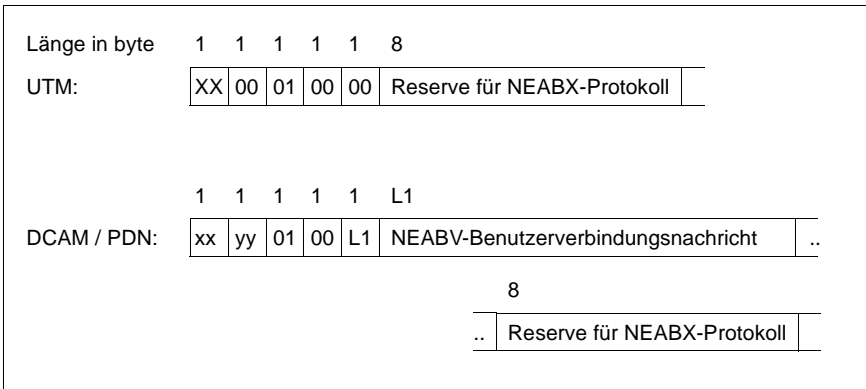 Länge in byte 1 1 1 1 1 8
UTM: XX 00 01 00 00 Reserve für NEABX-Protokoll
1 1 1 1 1 L1
DCAM / PDN: xx yy 01 00 L1 NEABV-Benutzerverbindungsnachricht ..
8
.. Reserve für NEABX-Protokoll